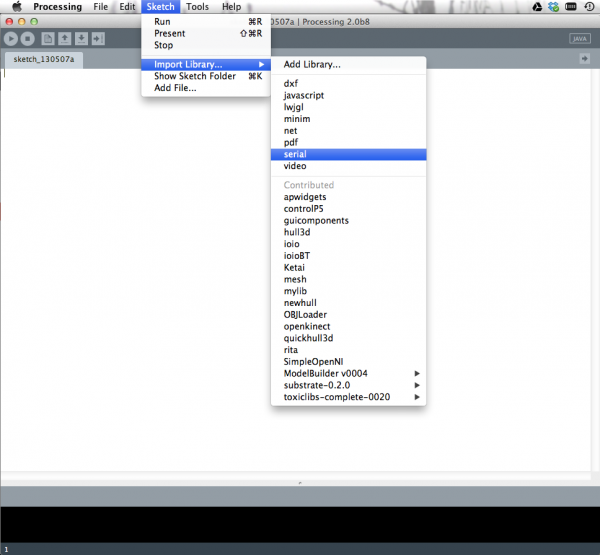 Processing File Edit Sketch Tools Help
0507a | Processing 2.0b8
JAVA
sketch_130507a
Run ⌘R
Present ⇧⌘R
Stop
Import Library...
Show Sketch Folder ⌘K
Add File...
Add Library...
dxf
javascript
lwjgl
minim
net
pdf
serial
video
Contributed
apwidgets
controlP5
guicomponents
hull3d
ioio
ioioBT
Ketai
mesh
mylib
newhull
OBJLoader
openkinect
quickhull3d
rita
SimpleOpenNI
ModelBuilder v0004
substrate-0.2.0
toxiclibs-complete-0020
1